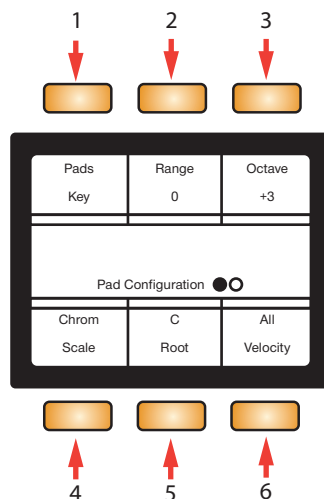 1 2 3
Pads Range Octave
Key 0 +3
Pad Configuration
Chrom C All
Scale Root Velocity
4 5 6